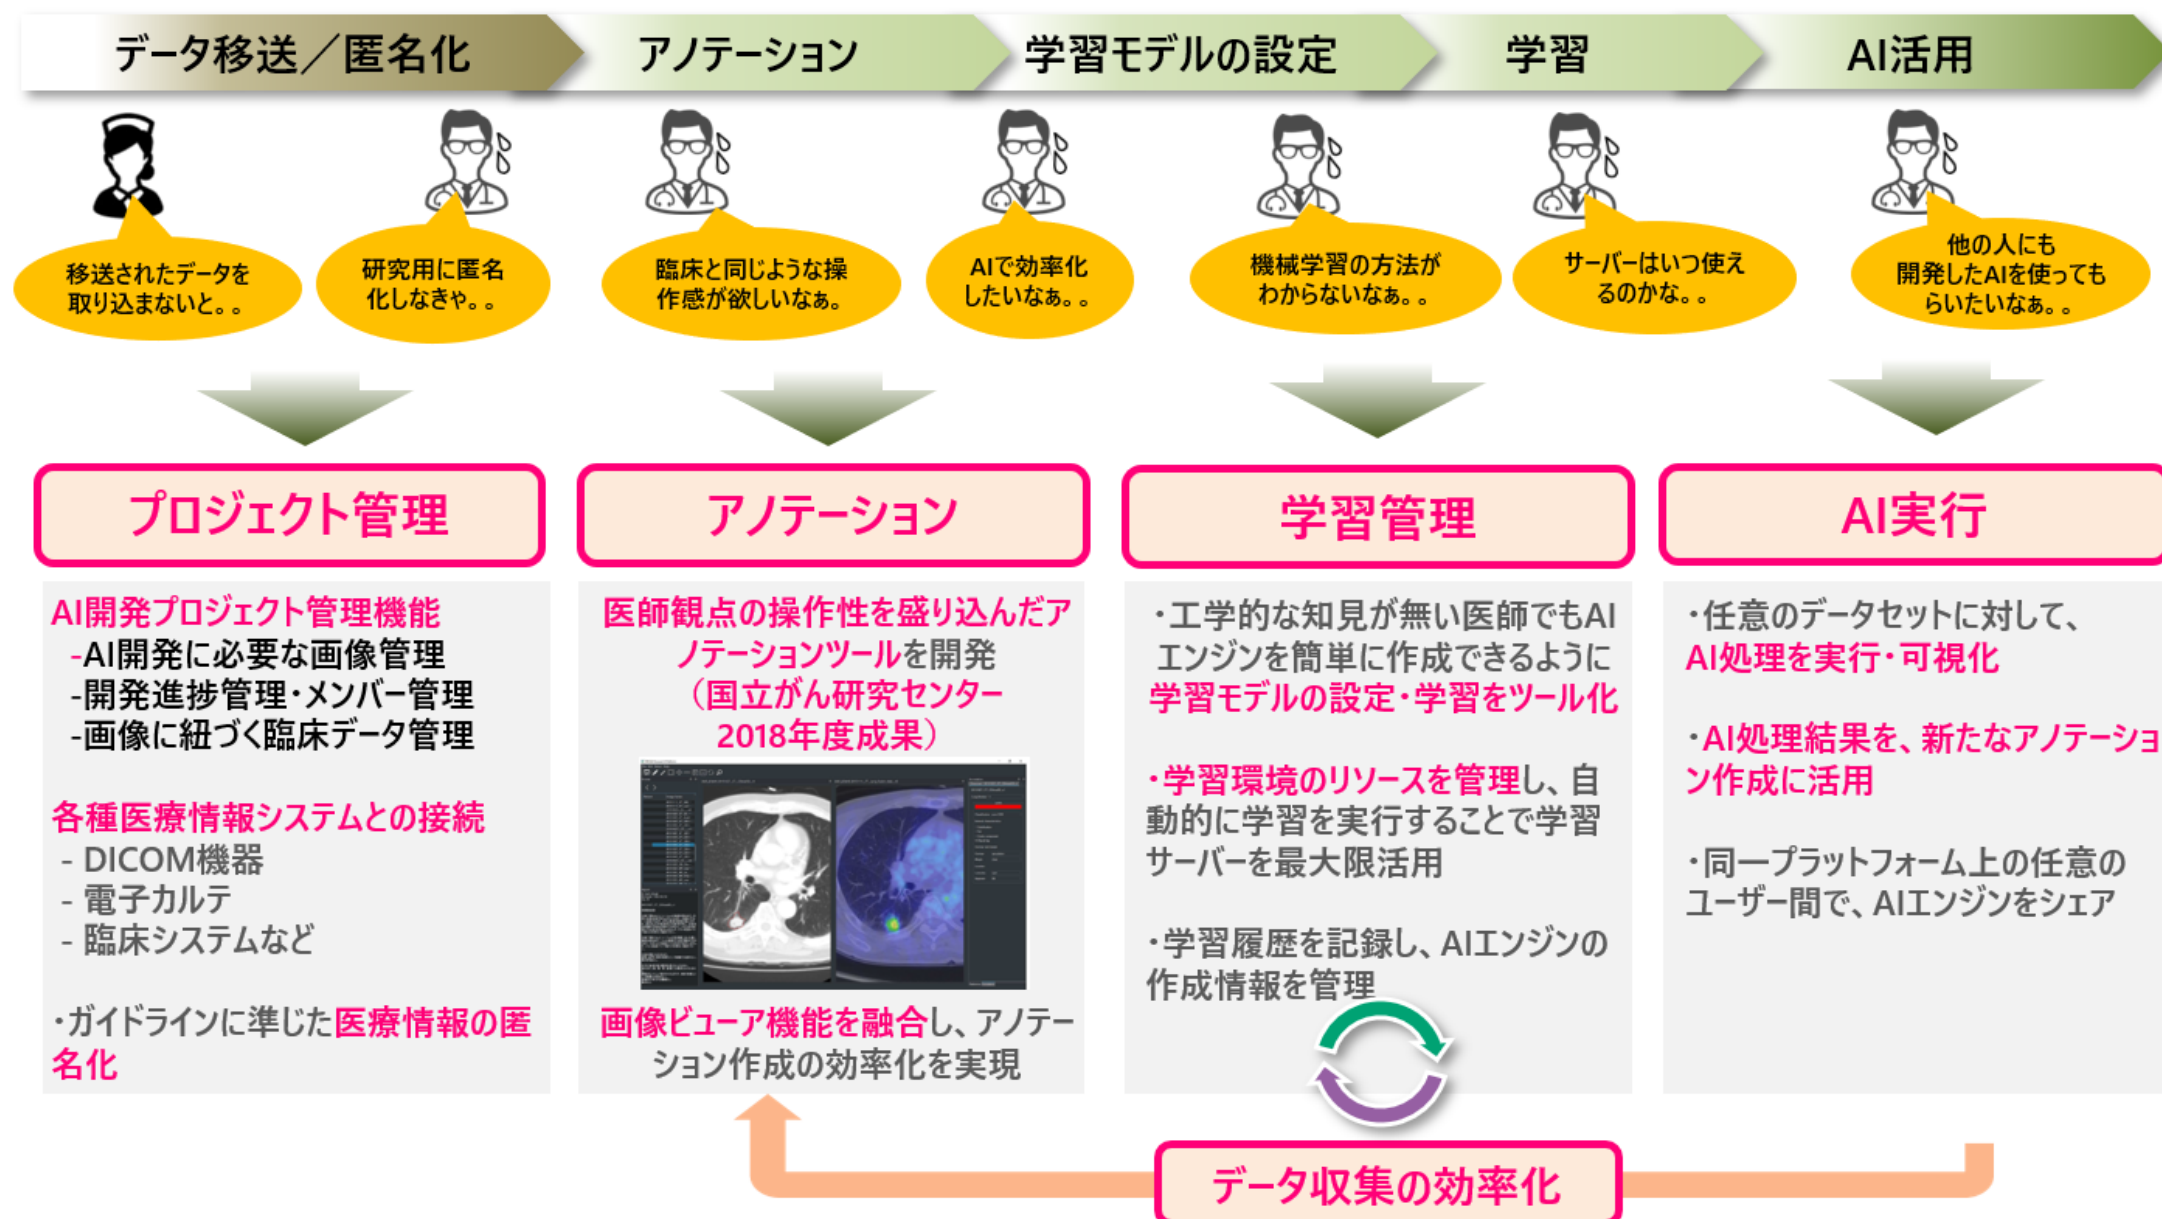 データ移送／匿名化
アノテーション
学習モデルの設定
学習
AI活用
移送されたデータを
取り込まないと。。
研究用に匿名
化しなきゃ。。
臨床と同じような操
作感が欲しいなぁ。
AIで効率化
したいなぁ。。
機械学習の方法が
わからないなぁ。。
サーバーはいつ使え
るのかな。。
他の人にも
開発したAIを使っても
らいたいなぁ。。
プロジェクト管理
AI開発プロジェクト管理機能
-AI開発に必要な画像管理
-開発進捗管理・メンバー管理
-画像に紐づく臨床データ管理
各種医療情報システムとの接続
- DICOM機器
- 電子カルテ
- 臨床システムなど
・ガイドラインに準じた医療情報の匿
名化
アノテーション
医師観点の操作性を盛り込んだア
ノテーションツールを開発
（国立がん研究センター
2018年度成果）
画像ビューア機能を融合し、アノテー
ション作成の効率化を実現
学習管理
・工学的な知見が無い医師でもAI
エンジンを簡単に作成できるように
学習モデルの設定・学習をツール化
・学習環境のリソースを管理し、自
動的に学習を実行することで学習
サーバーを最大限活用
・学習履歴を記録し、AIエンジンの
作成情報を管理
AI実行
・任意のデータセットに対して、
AI処理を実行・可視化
・AI処理結果を、新たなアノテーショ
ン作成に活用
・同一プラットフォーム上の任意の
ユーザー間で、AIエンジンをシェア
データ収集の効率化